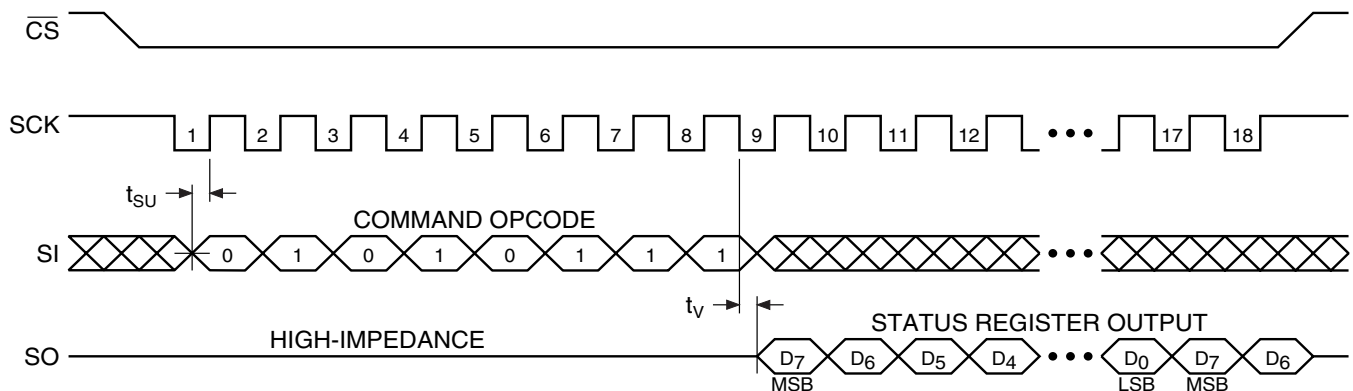 CS
SCK 1 2 3 4 5 6 7 8 9 10 11 12 ••• 17 18
tSU
COMMAND OPCODE
SI 0 1 0 1 0 1 1 1 •••
tV
HIGH-IMPEDANCE STATUS REGISTER OUTPUT
SO D7 D6 D5 D4 ••• D0 D7 D6
MSB LSB MSB